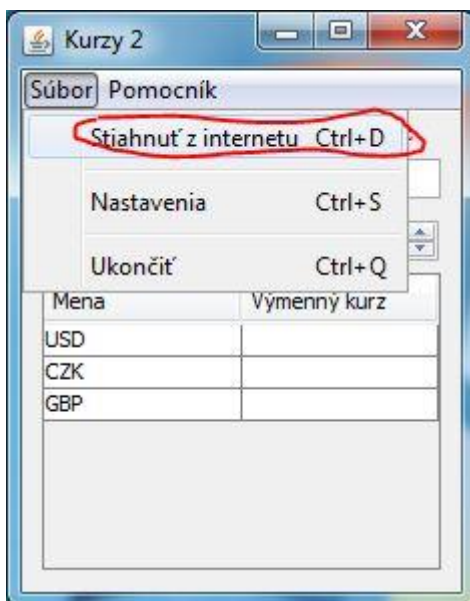 Kurzy 2
Súbor Pomocník
Stiahnuť z internetu Ctrl+D
Nastavenia Ctrl+S
Ukončiť Ctrl+Q
Mena Výmenný kurz
USD
CZK
GBP